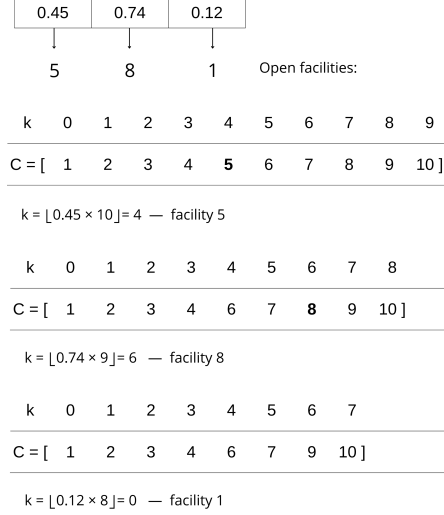 0.45 0.74 0.12
5 8 1 Open facilities:
k 0 1 2 3 4 5 6 7 8 9
C = [ 1 2 3 4 5 6 7 8 9 10 ]
k = ⌊0.45 × 10⌋= 4 — facility 5
k 0 1 2 3 4 5 6 7 8
C = [ 1 2 3 4 6 7 8 9 10 ]
k = ⌊0.74 × 9⌋= 6 — facility 8
k 0 1 2 3 4 5 6 7
C = [ 1 2 3 4 6 7 9 10 ]
k = ⌊0.12 × 8⌋= 0 — facility 1